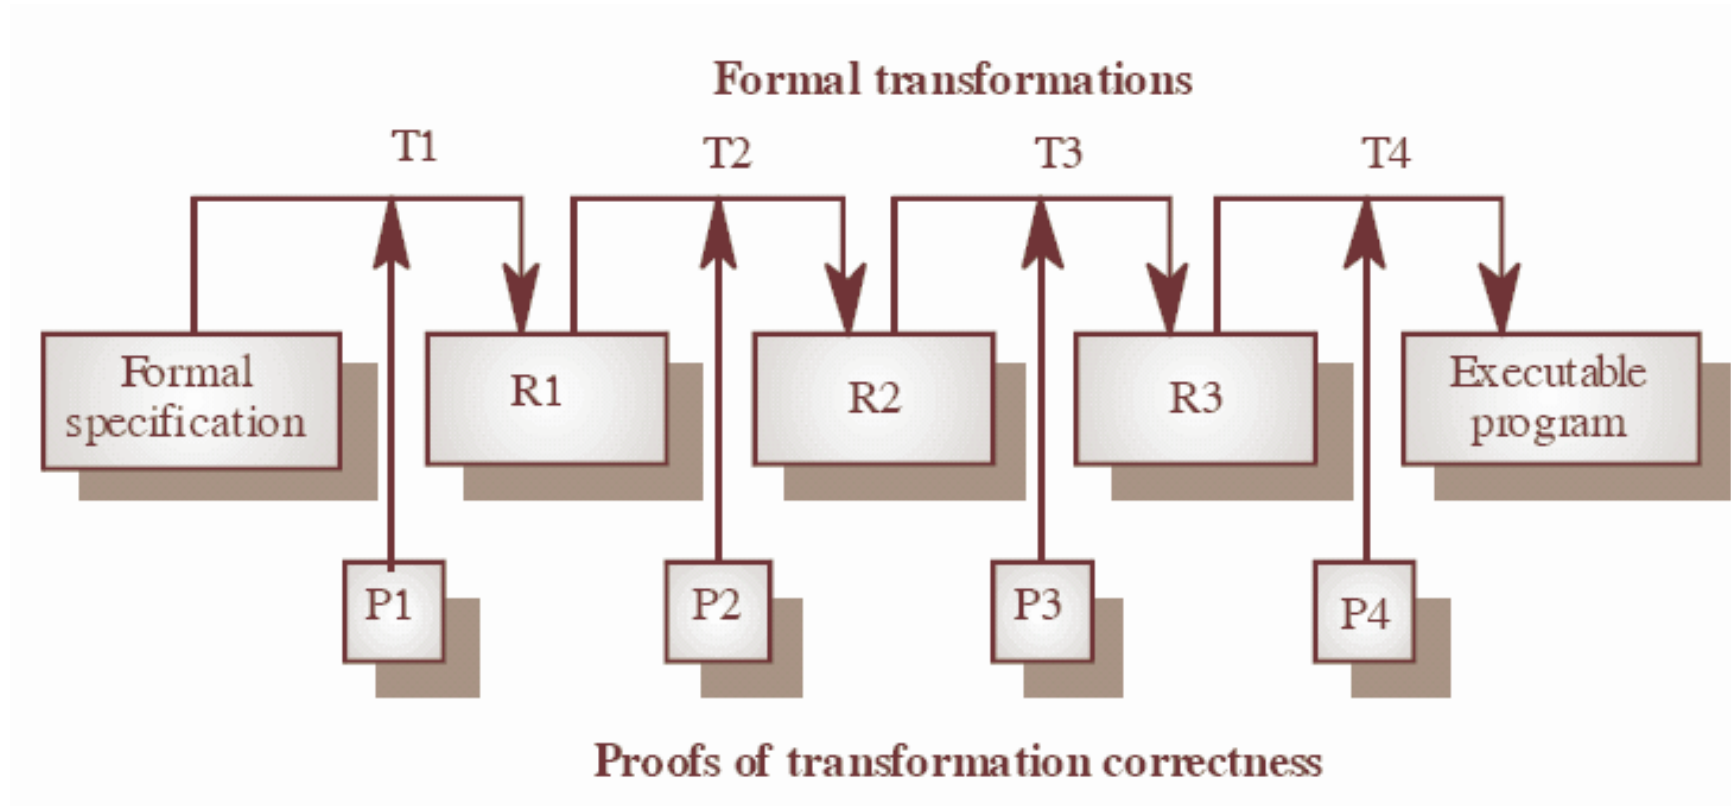 Formal transformations
T1
T2
T3
T4
Formal
specification
R1
R2
R3
Executable
program
P1
P2
P3
P4
Proofs of transformation correctness